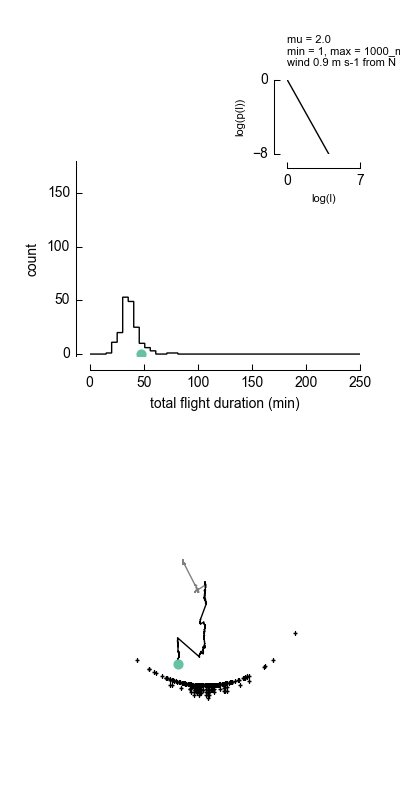 mu = 2.0
min = 1, max = 1000_m
wind 0.9 m s-1 from N
0
log(p(l))
−8
0
7
log(l)
150
100
50
0
count
0 50 100 150 200 250
total flight duration (min)